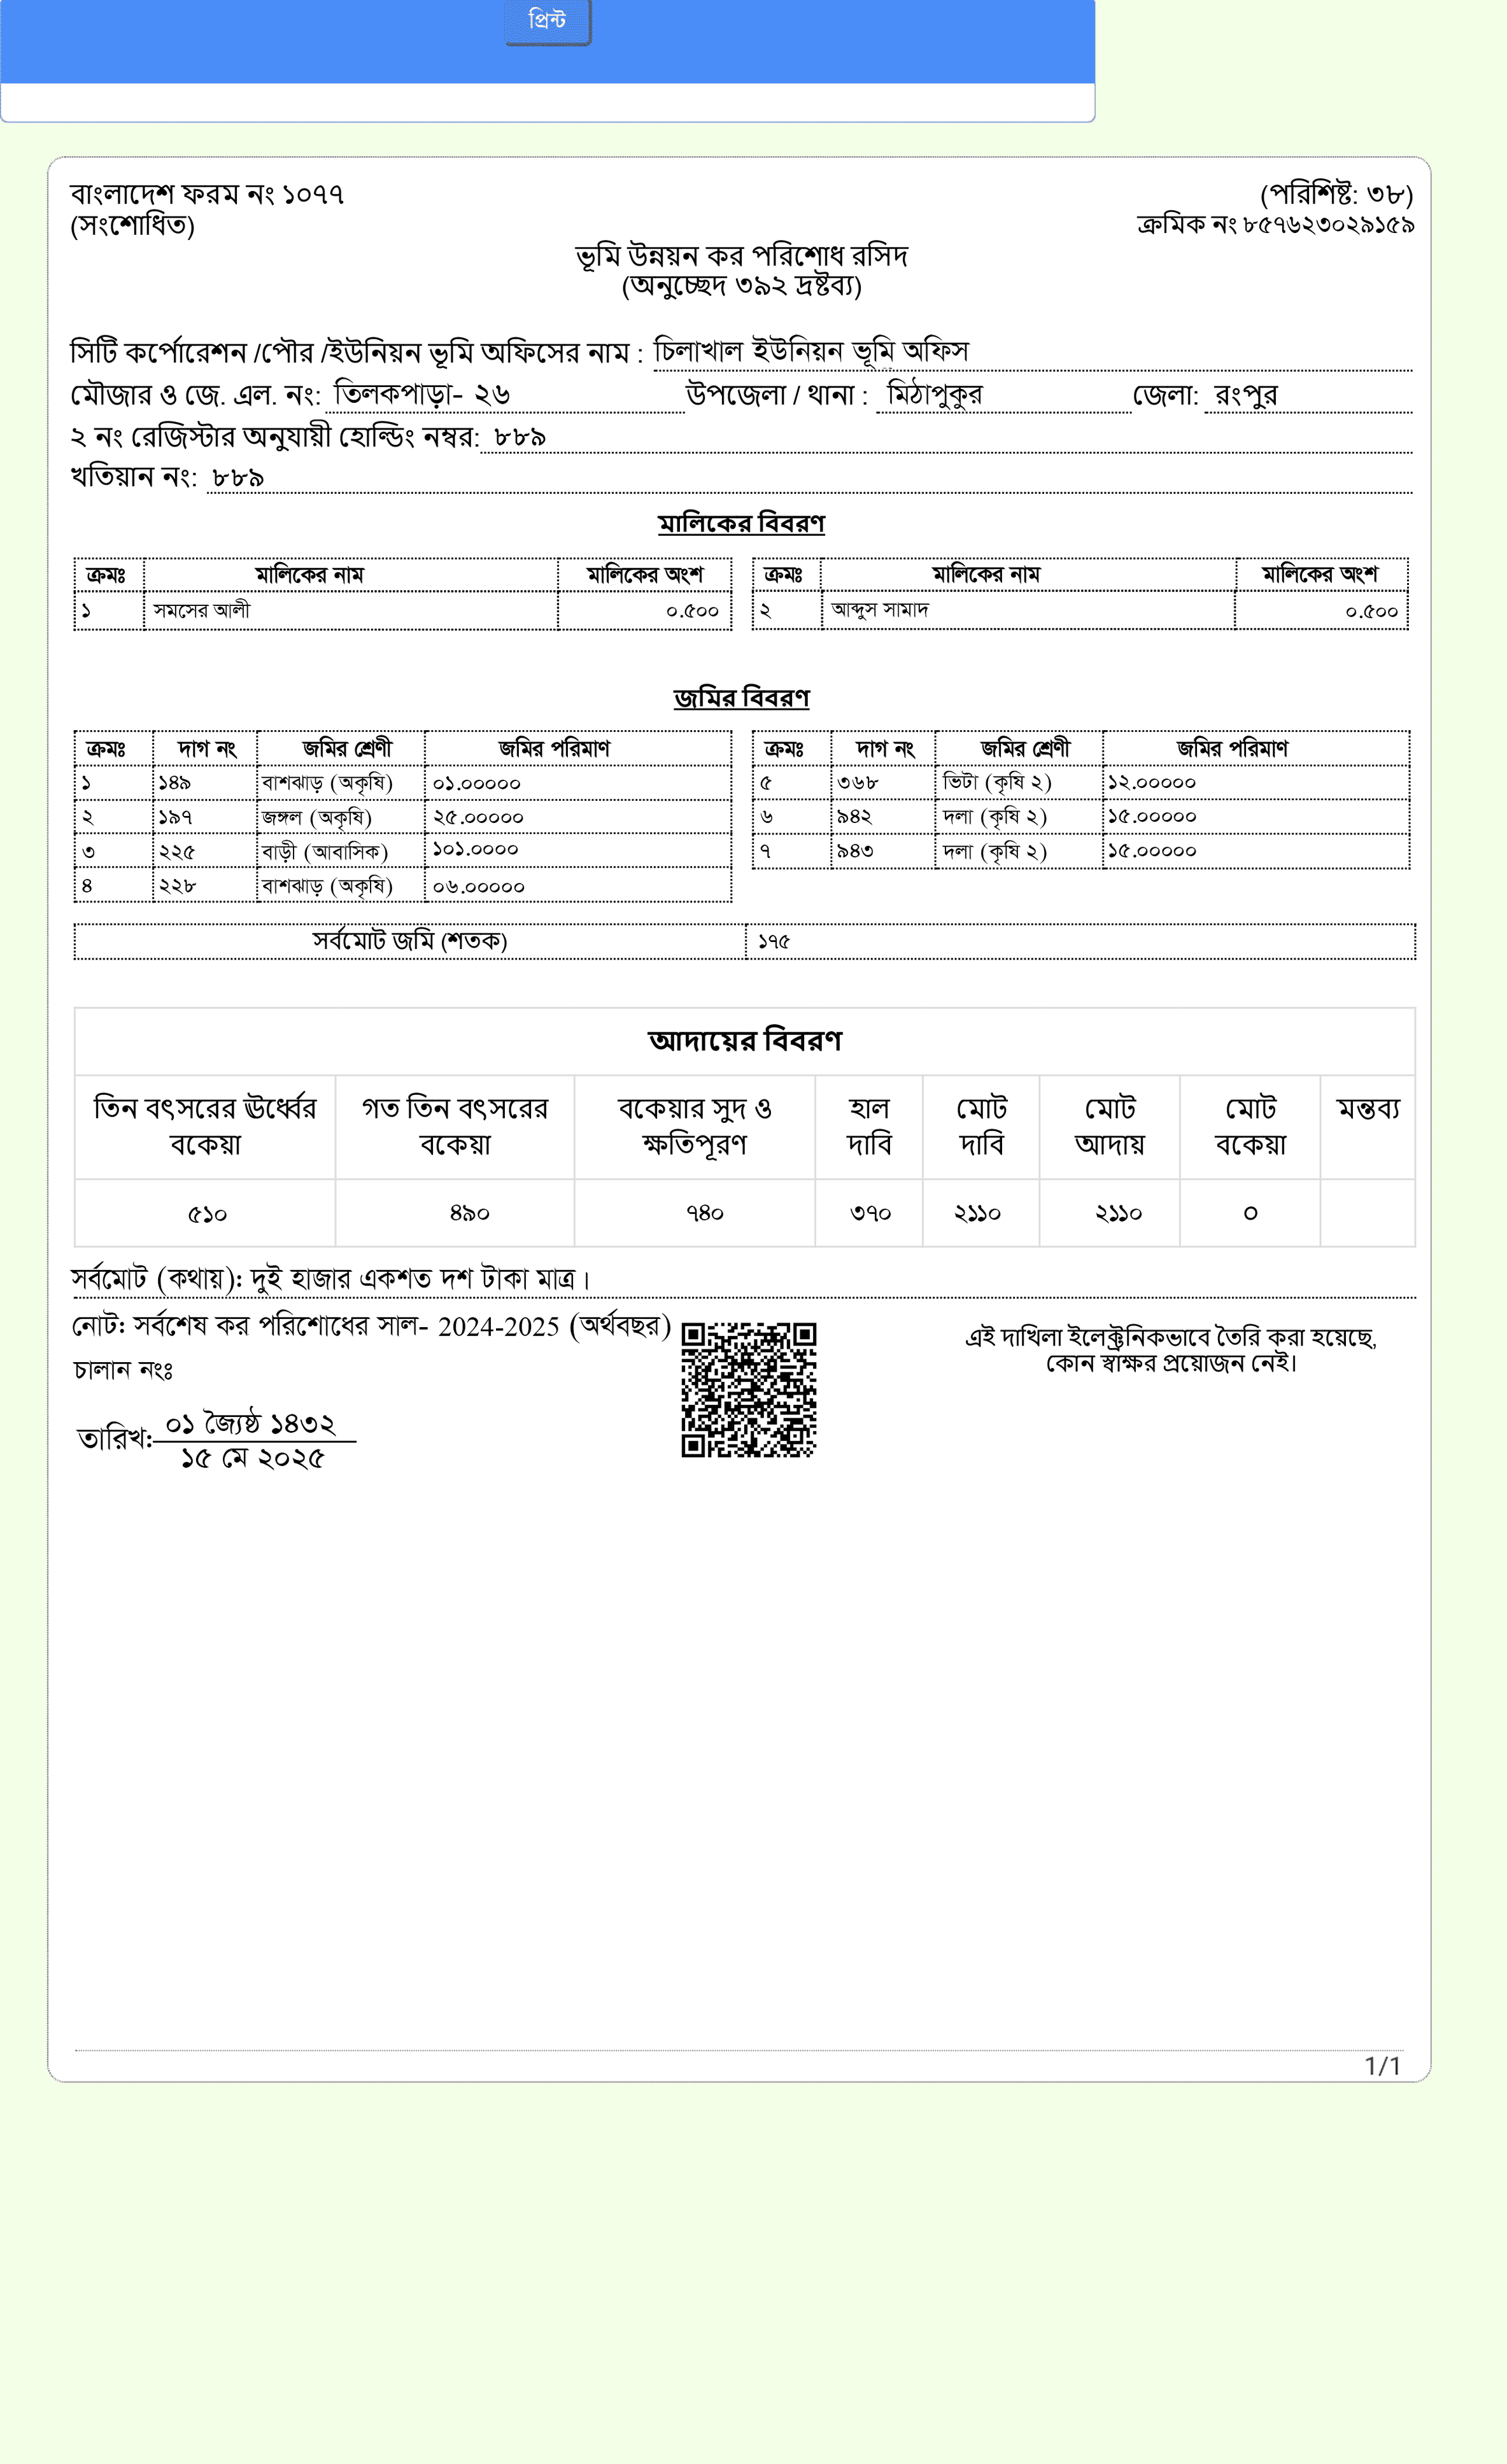 প্রিন্ট
বাংলাদেশ ফরম নং ১০৭৭
(পরিশিষ্ট: ৩৮)
(সংশোধিত)
ক্রমিক নং ৮৫৭৬২৩০২৯১৫৯
ভূমি উন্নয়ন কর পরিশোধ রসিদ
(অনুচ্ছেদ ৩৯২ দ্রষ্টব্য)
সিটি কর্পোরেশন /পৌর /ইউনিয়ন ভূমি অফিসের নাম : চিলাখাল ইউনিয়ন ভূমি অফিস
মৌজার ও জে. এল. নং: তিলকপাড়া- ২৬ উপজেলা / থানা : মিঠাপুকুর জেলা: রংপুর
২ নং রেজিস্টার অনুযায়ী হোল্ডিং নম্বর: ৮৮৯
খতিয়ান নং: ৮৮৯
মালিকের বিবরণ
ক্রমঃ মালিকের নাম মালিকের অংশ ক্রমঃ মালিকের নাম মালিকের অংশ
১ সমসের আলী ০.৫০০ ২ আব্দুস সামাদ ০.৫০০
জমির বিবরণ
ক্রমঃ দাগ নং জমির শ্রেণী জমির পরিমাণ ক্রমঃ দাগ নং জমির শ্রেণী জমির পরিমাণ
১ ১৪৯ বাশঝাড় (অকৃষি) ০১.০০০০০ ৫ ৩৬৮ ভিটা (কৃষি ২) ১২.০০০০০
২ ১৯৭ জঙ্গল (অকৃষি) ২৫.০০০০০ ৬ ৯৪২ দলা (কৃষি ২) ১৫.০০০০০
৩ ২২৫ বাড়ী (আবাসিক) ১০১.০০০০ ৭ ৯৪৩ দলা (কৃষি ২) ১৫.০০০০০
৪ ২২৮ বাশঝাড় (অকৃষি) ০৬.০০০০০
সর্বমোট জমি (শতক) ১৭৫
আদায়ের বিবরণ
তিন বৎসরের ঊর্ধ্বের বকেয়া গত তিন বৎসরের বকেয়া বকেয়ার সুদ ও ক্ষতিপূরণ হাল দাবি মোট দাবি মোট আদায় মোট বকেয়া মন্তব্য
৫১০ ৪৯০ ৭৪০ ৩৭০ ২১১০ ২১১০ ০
সর্বমোট (কথায়): দুই হাজার একশত দশ টাকা মাত্র।
নোট: সর্বশেষ কর পরিশোধের সাল- 2024-2025 (অর্থবছর)
চালান নংঃ
তারিখ: ০১ জ্যৈষ্ঠ ১৪৩২
১৫ মে ২০২৫
এই দাখিলা ইলেক্ট্রনিকভাবে তৈরি করা হয়েছে,
কোন স্বাক্ষর প্রয়োজন নেই।
1/1